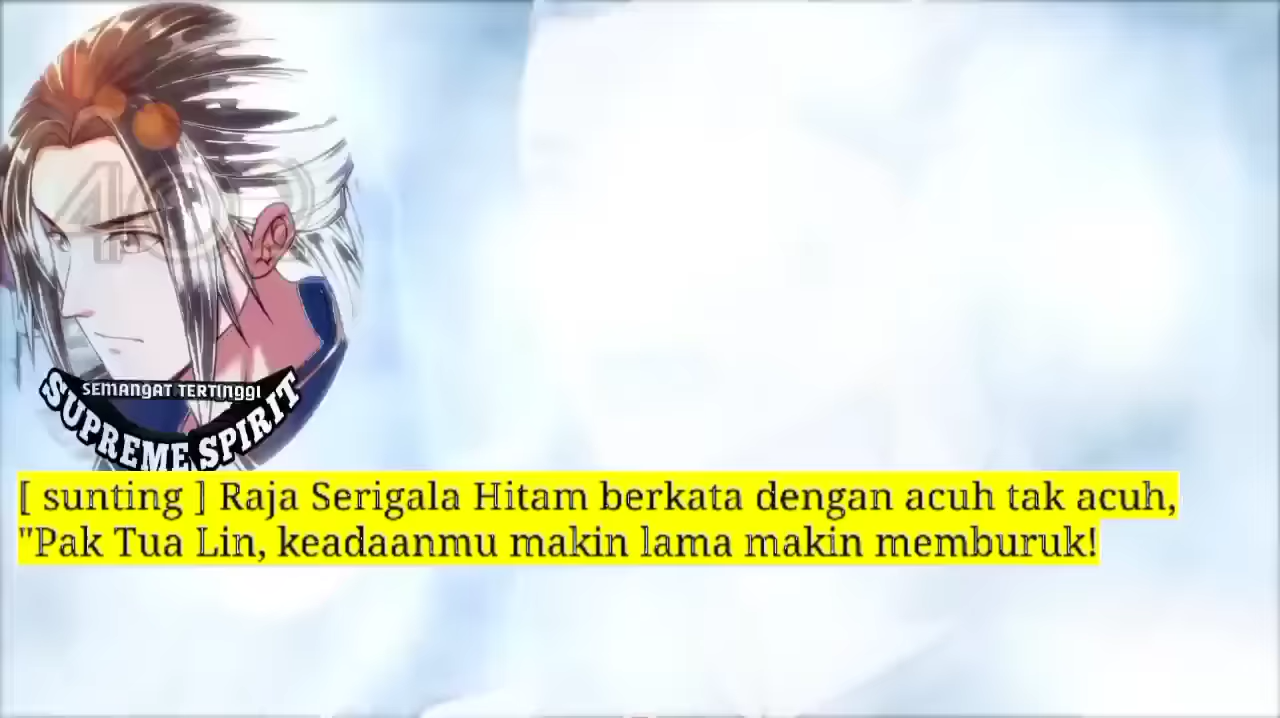 SEMANGAT TERTINGGI
SUPREME SPIRIT
[ sunting ] Raja Serigala Hitam berkata dengan acuh tak acuh,
"Pak Tua Lin, keadaanmu makin lama makin memburuk!